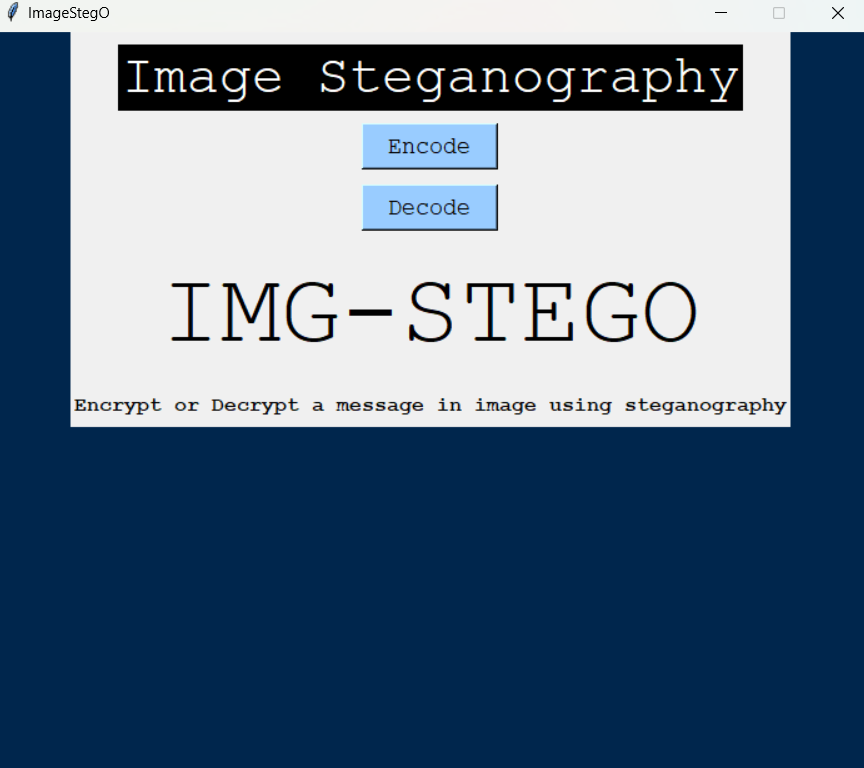 ImageStegO
Image Steganography
Encode
Decode
IMG-STEGO
Encrypt or Decrypt a message in image using steganography